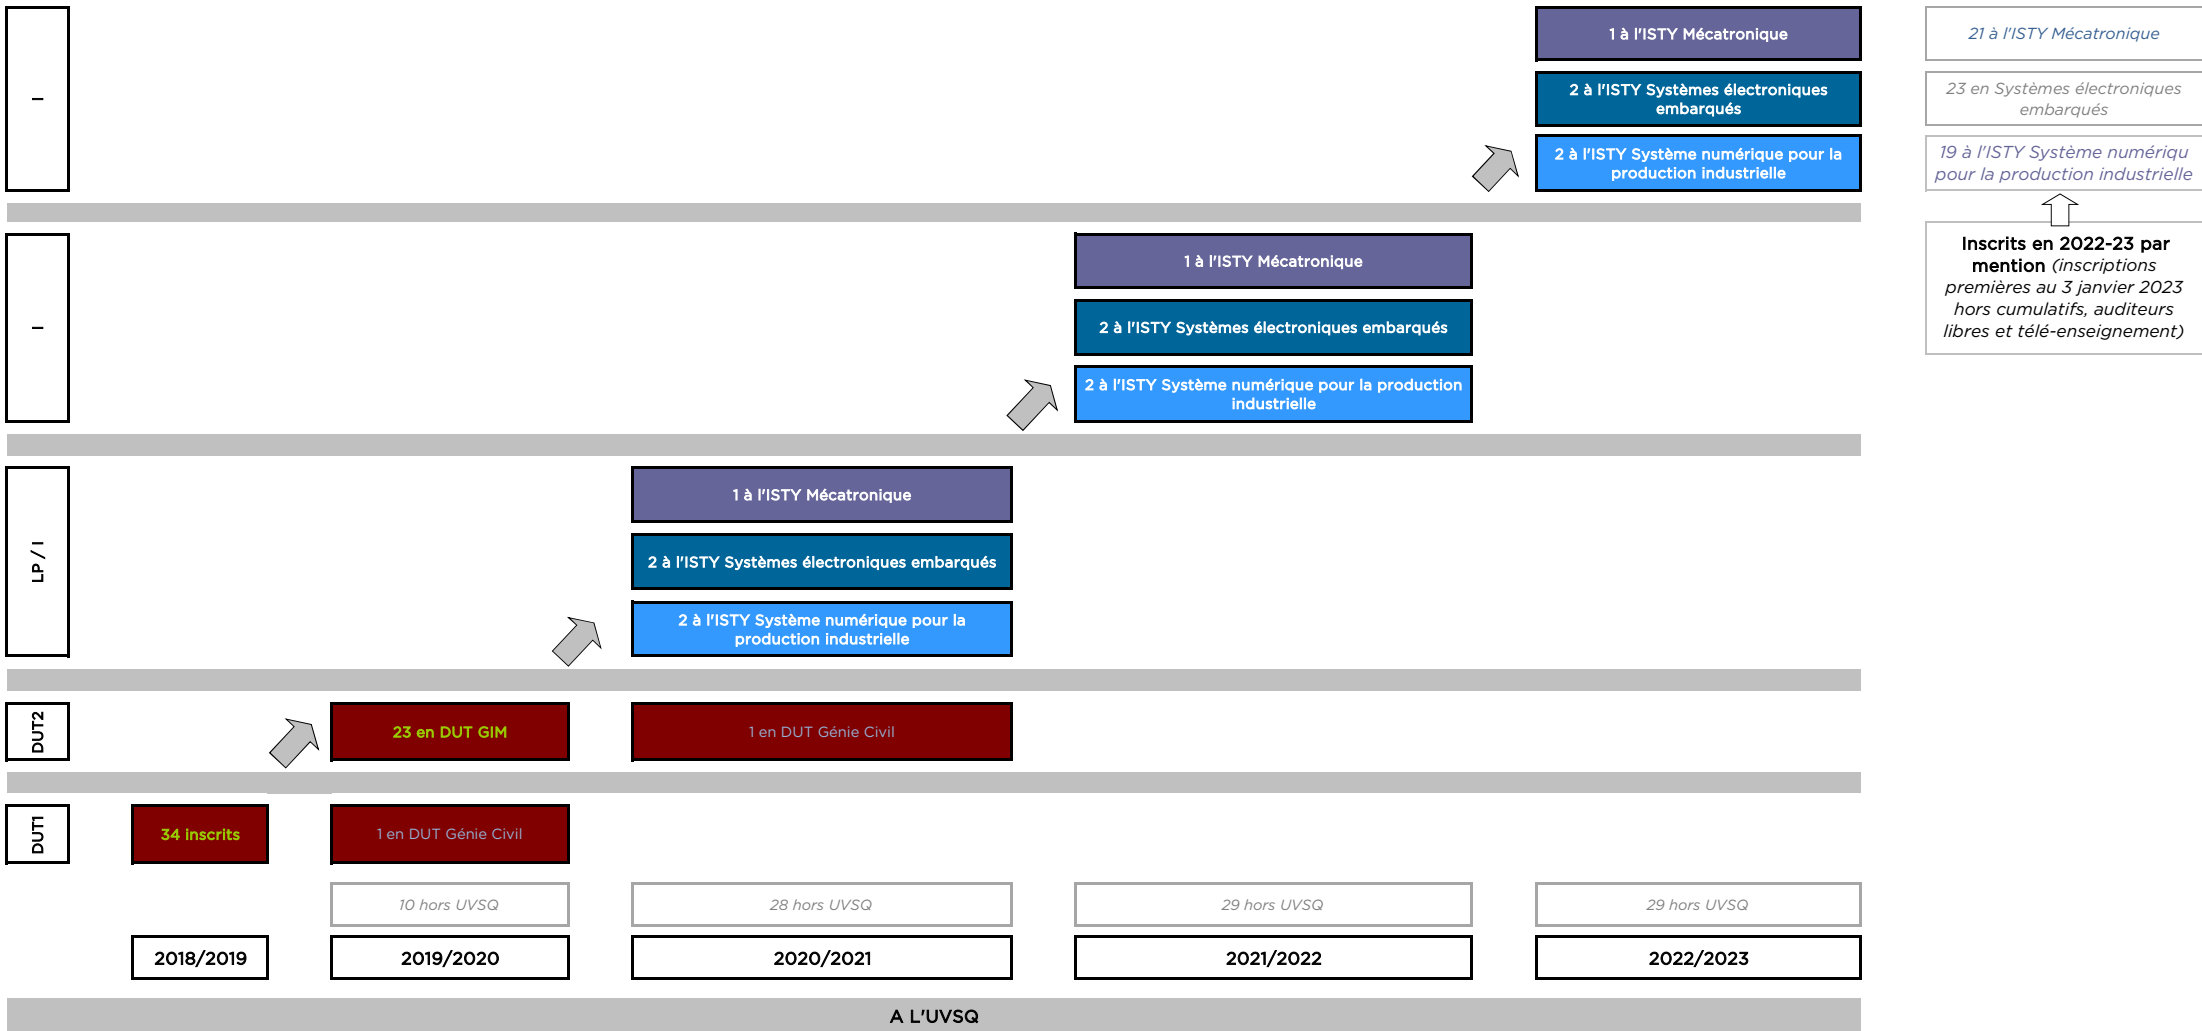 I
1 à l'ISTY Mécatronique
2 à l'ISTY Systèmes électroniques
embarqués
2 à l'ISTY Système numérique pour la
production industrielle
21 à l'ISTY Mécatronique
23 en Systèmes électroniques
embarqués
19 à l'ISTY Système numériqu
pour la production industrielle
Inscrits en 2022-23 par
mention (inscriptions
premières au 3 janvier 2023
hors cumulatifs, auditeurs
libres et télé-enseignement)
I
1 à l'ISTY Mécatronique
2 à l'ISTY Systèmes électroniques embarqués
2 à l'ISTY Système numérique pour la production
industrielle
LP / I
1 à l'ISTY Mécatronique
2 à l'ISTY Systèmes électroniques embarqués
2 à l'ISTY Système numérique pour la
production industrielle
DUT2
23 en DUT GIM
1 en DUT Génie Civil
DUT1
34 inscrits
1 en DUT Génie Civil
10 hors UVSQ
28 hors UVSQ
29 hors UVSQ
29 hors UVSQ
2018/2019
2019/2020
2020/2021
2021/2022
2022/2023
A L'UVSQ